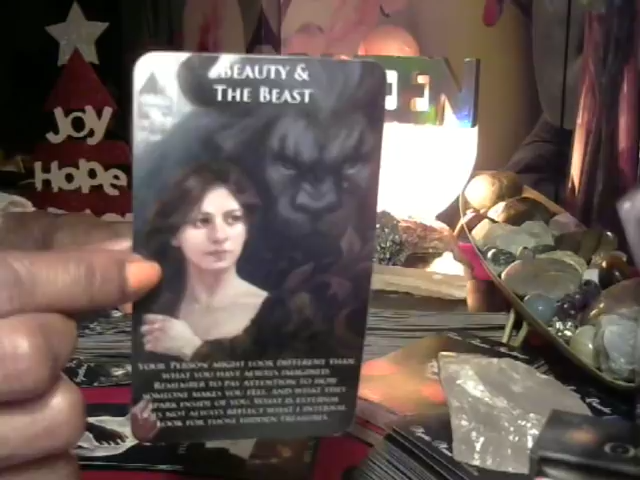 JOY
HOPE
BEAUTY &
THE BEAST
EN
YOUR PERSON MIGHT LOOK DIFFERENT THAN
WHAT YOU HAVE ALWAYS IMAGINED
REMEMBER TO PAY ATTENTION TO HOW
SOMEONE MAKES YOU FEEL AND WHAT THEY
SPARK INSIDE OF YOU. WHAT IS EXTERNAL
DOES NOT ALWAYS REFLECT WHAT'S INTERNAL
LOOK FOR THOSE HIDDEN TREASURES.